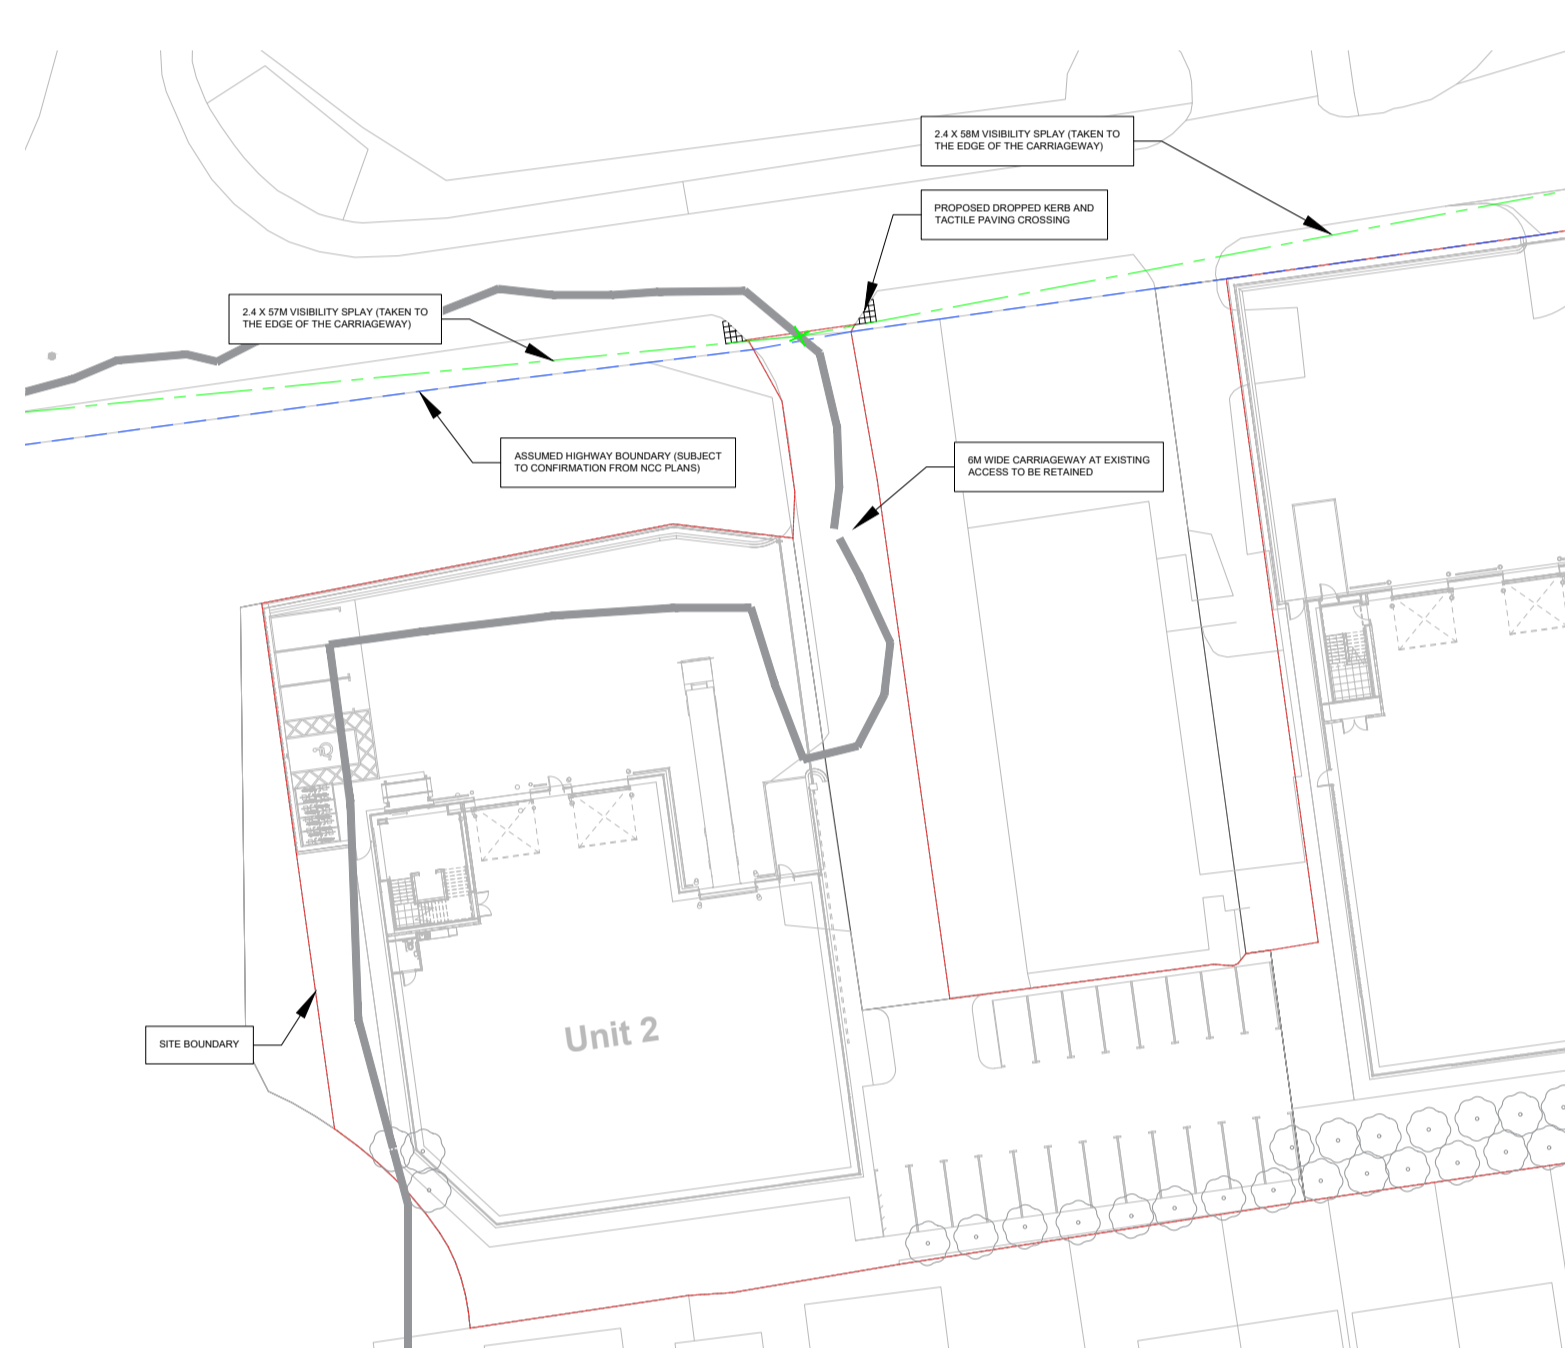 2.4 X 58M VISIBILITY SPLAY (TAKEN TO
THE EDGE OF THE CARRIAGEWAY)
PROPOSED DROPPED KERB AND
TACTILE PAVING CROSSING
2.4 X 57M VISIBILITY SPLAY (TAKEN TO
THE EDGE OF THE CARRIAGEWAY)
ASSUMED HIGHWAY BOUNDARY (SUBJECT
TO CONFIRMATION FROM NCC PLANS)
6M WIDE CARRIAGEWAY AT EXISTING
ACCESS TO BE RETAINED
Unit 2
SITE BOUNDARY